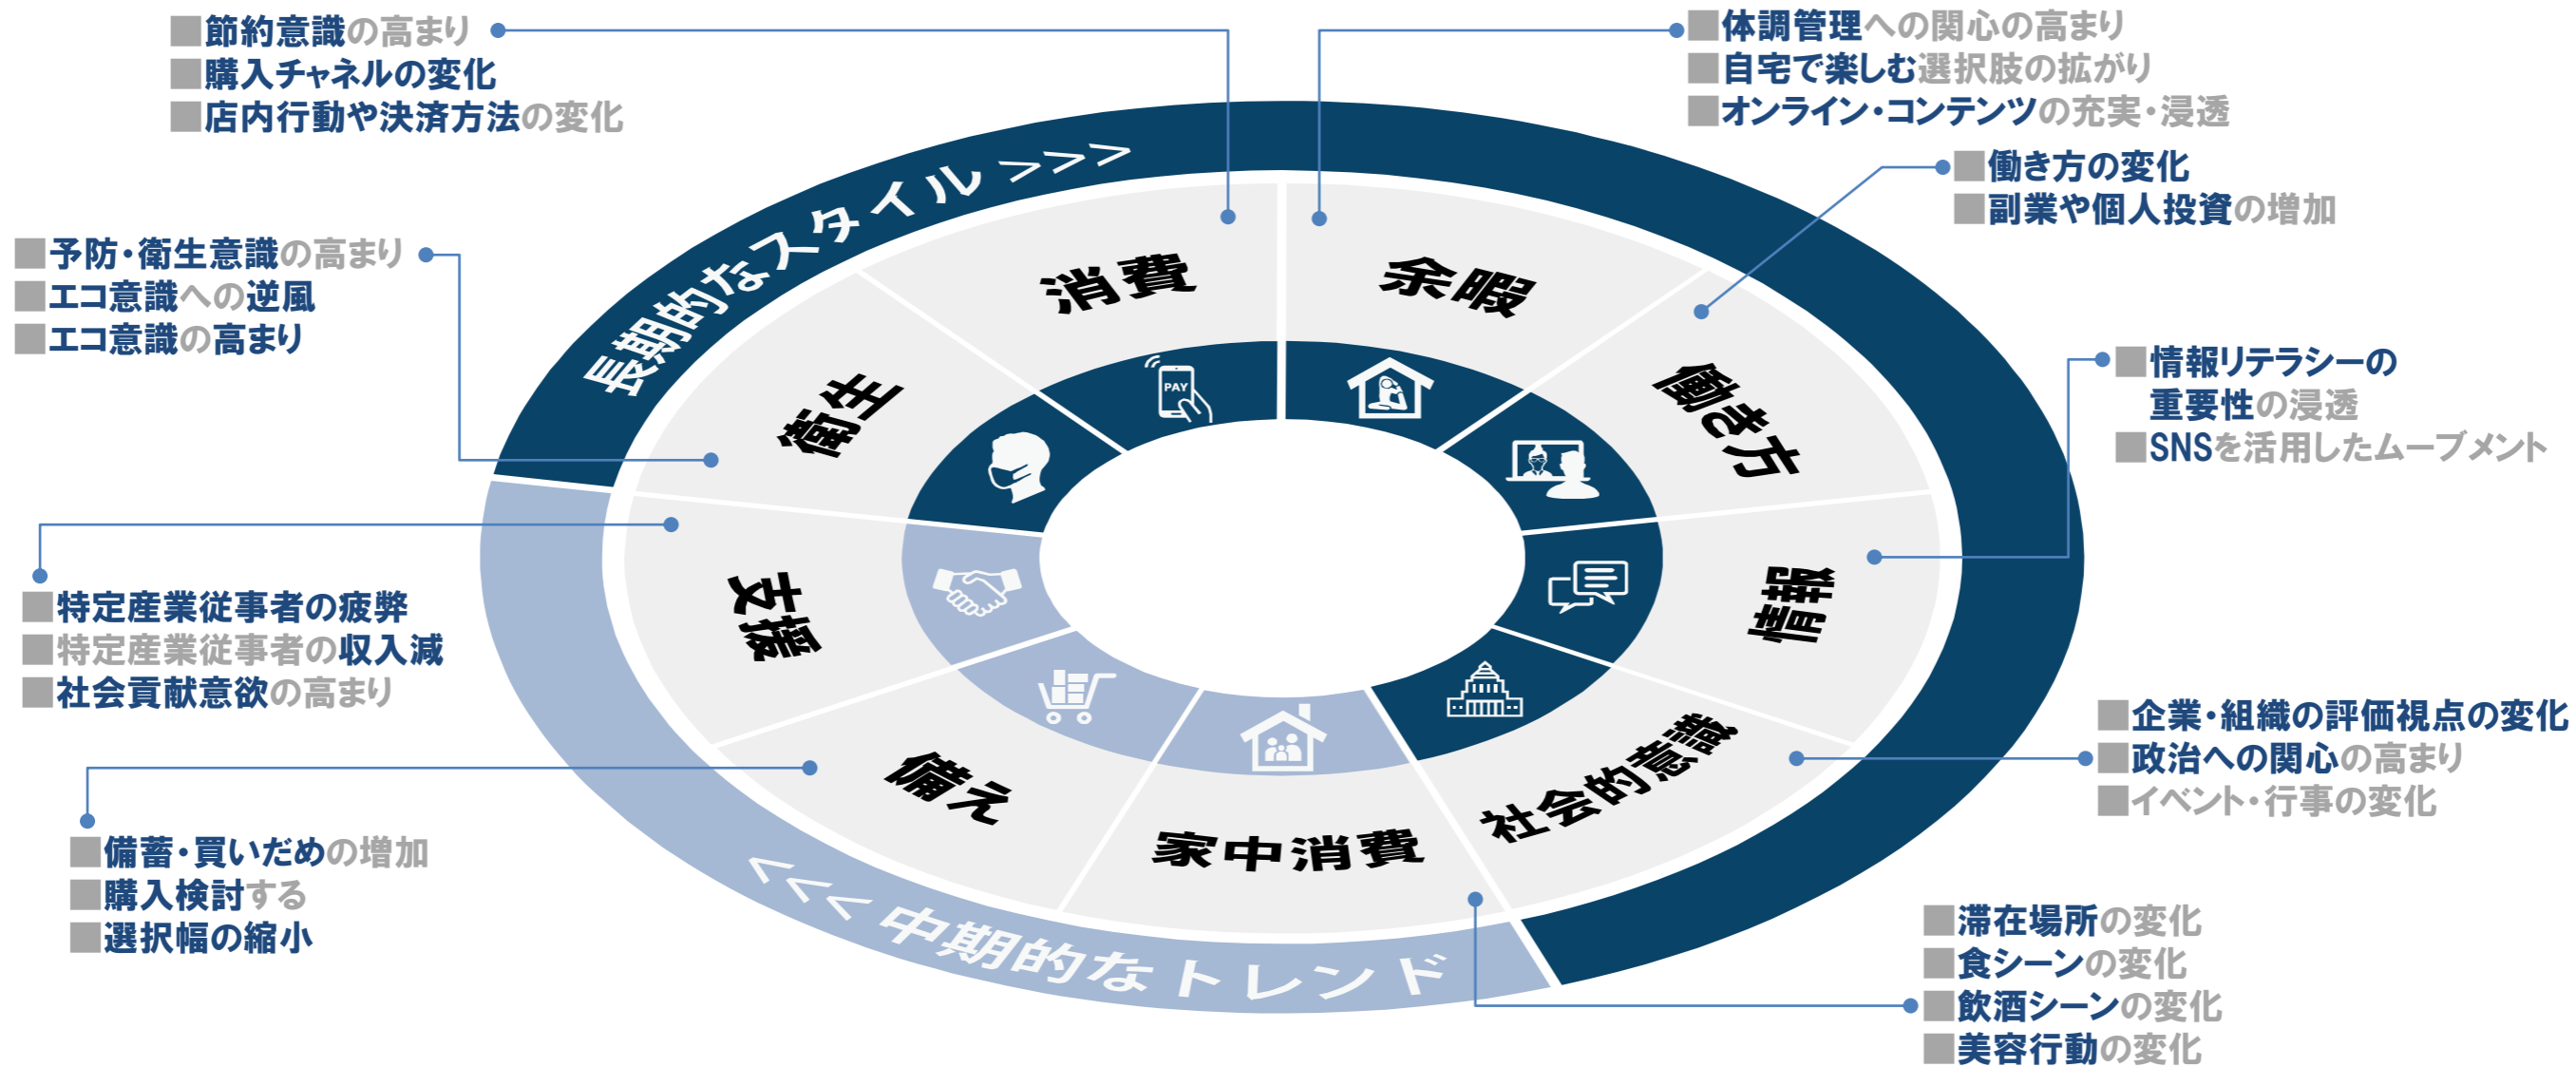 ■節約意識の高まり
■購入チャネルの変化
■店内行動や決済方法の変化
■体調管理への関心の高まり
■自宅で楽しむ選択肢の拡がり
■オンライン・コンテンツの充実・浸透
■働き方の変化
■副業や個人投資の増加
■予防・衛生意識の高まり
■エコ意識への逆風
■エコ意識の高まり
■情報リテラシーの
重要性の浸透
■SNSを活用したムーブメント
■特定産業従事者の疲弊
■特定産業従事者の収入減
■社会貢献意欲の高まり
■企業・組織の評価視点の変化
■政治への関心の高まり
■イベント・行事の変化
■備蓄・買いだめの増加
■購入検討する
■選択幅の縮小
■滞在場所の変化
■食シーンの変化
■飲酒シーンの変化
■美容行動の変化
長期的なスタイル >>>
<<< 中期的なトレンド
消費
余暇
働き方
情報
社会的意識
家中消費
備え
支援
衛生
PAY